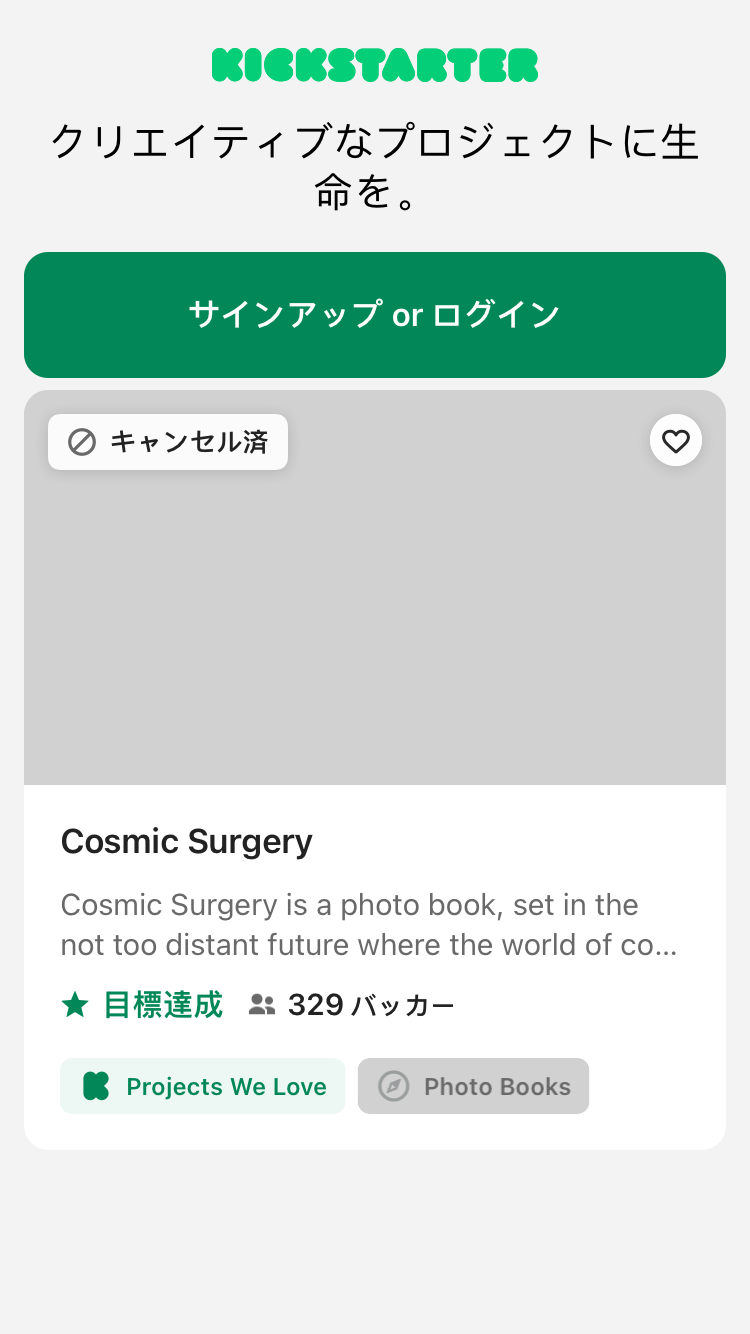 KICKSTARTER
クリエイティブなプロジェクトに生
命を。
サインアップ or ログイン
キャンセル済
Cosmic Surgery
Cosmic Surgery is a photo book, set in the
not too distant future where the world of co...
目標達成 329 バッカー
Projects We Love Photo Books